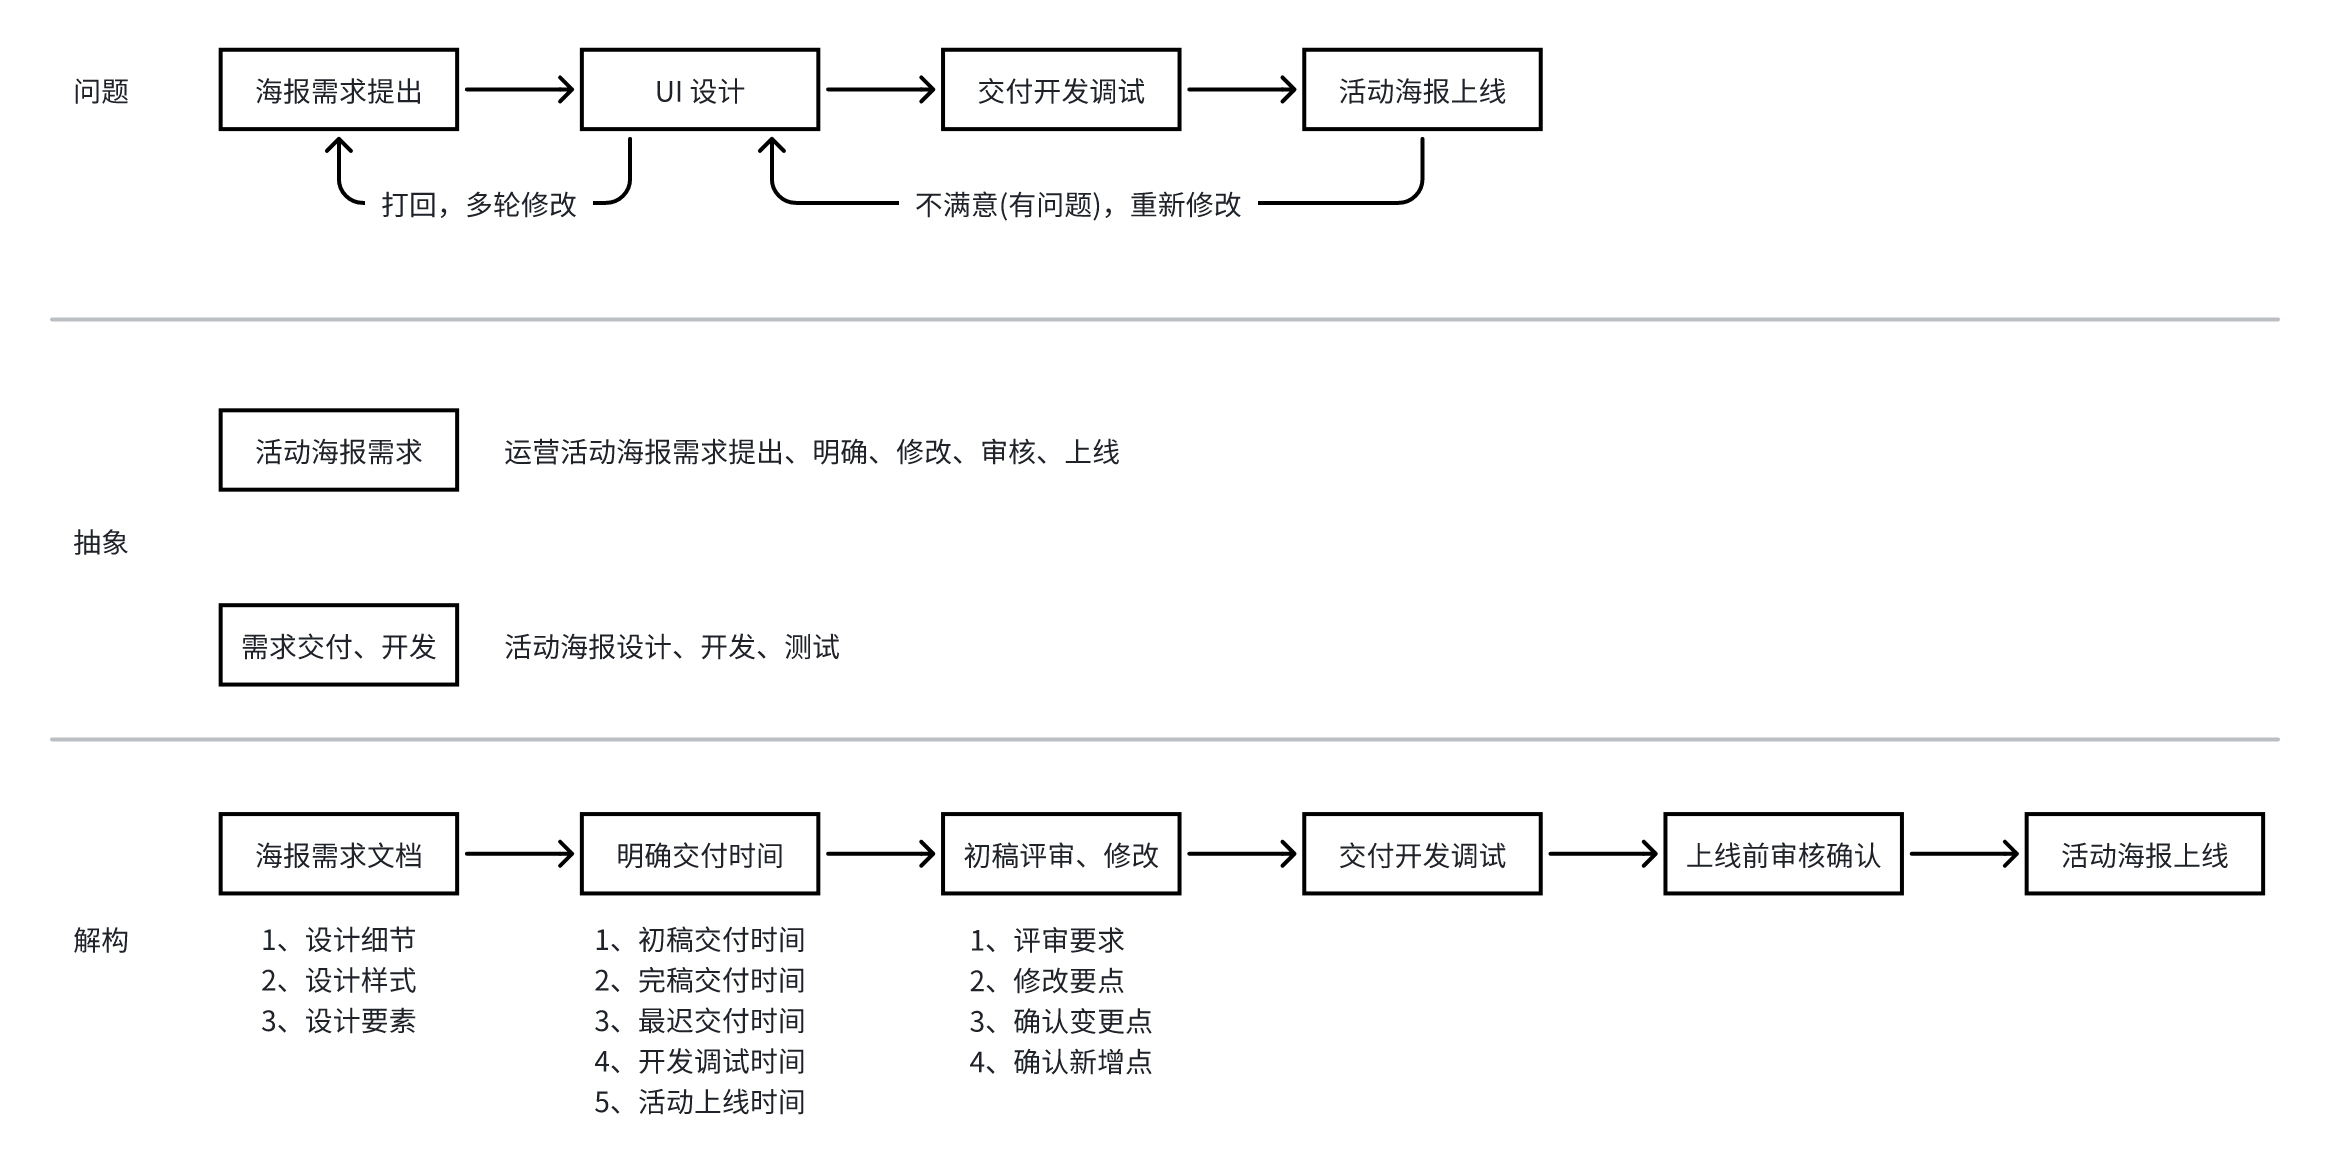 问题
海报需求提出
UI 设计
交付开发调试
活动海报上线
打回，多轮修改
不满意(有问题)，重新修改
抽象
活动海报需求
运营活动海报需求提出、明确、修改、审核、上线
需求交付、开发
活动海报设计、开发、测试
解构
海报需求文档
明确交付时间
初稿评审、修改
交付开发调试
上线前审核确认
活动海报上线
1、设计细节
2、设计样式
3、设计要素
1、初稿交付时间
2、完稿交付时间
3、最迟交付时间
4、开发调试时间
5、活动上线时间
1、评审要求
2、修改要点
3、确认变更点
4、确认新增点